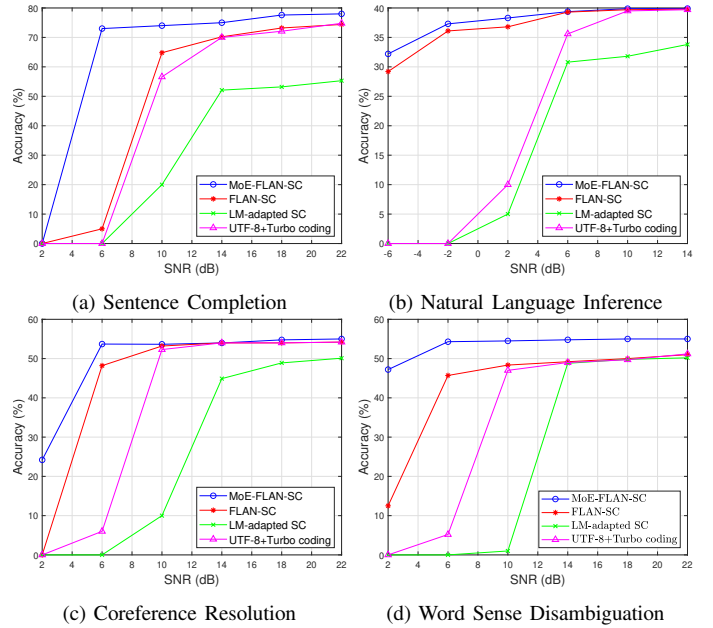 80
70
60
50
40
30
20
10
0
Accuracy (%)
MoE-FLAN-SC
FLAN-SC
LM-adapted SC
UTF-8+Turbo coding
2 4 6 8 10 12 14 16 18 20 22
SNR (dB)
(a) Sentence Completion
40
35
30
25
20
15
10
5
0
Accuracy (%)
MoE-FLAN-SC
FLAN-SC
LM-adapted SC
UTF-8+Turbo coding
-6 -4 -2 0 2 4 6 8 10 12 14
SNR (dB)
(b) Natural Language Inference
60
50
40
30
20
10
0
Accuracy (%)
MoE-FLAN-SC
FLAN-SC
LM-adapted SC
UTF-8+Turbo coding
2 4 6 8 10 12 14 16 18 20 22
SNR (dB)
(c) Coreference Resolution
60
50
40
30
20
10
0
Accuracy (%)
MoE-FLAN-SC
FLAN-SC
LM-adapted SC
UTF-8+Turbo coding
2 4 6 8 10 12 14 16 18 20 22
SNR (dB)
(d) Word Sense Disambiguation